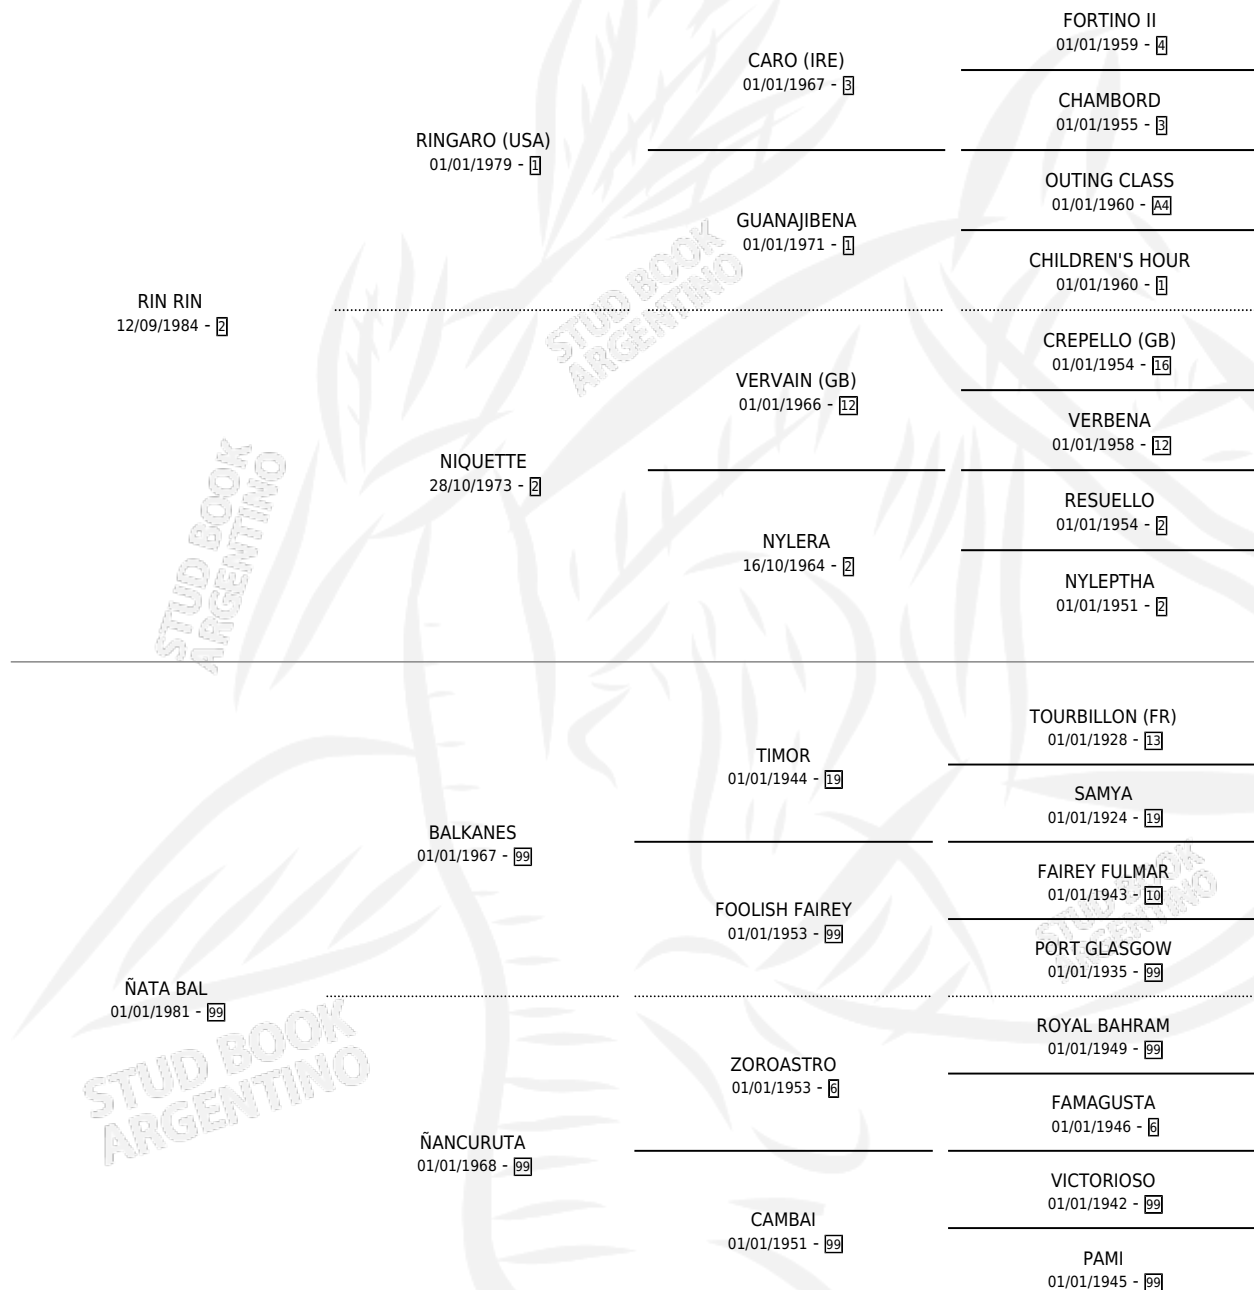 FORTINO II
01/01/1959 - 4
CARO (IRE)
01/01/1967 - 3
CHAMBORD
01/01/1955 - 3
RINGARO (USA)
01/01/1979 - 1
OUTING CLASS
01/01/1960 - A4
GUANAJIBENA
01/01/1971 - 1
CHILDREN'S HOUR
01/01/1960 - 1
RIN RIN
12/09/1984 - 2
CREPELLO (GB)
01/01/1954 - 16
VERVAIN (GB)
01/01/1966 - 12
VERBENA
01/01/1958 - 12
NIQUETTE
28/10/1973 - 2
RESUELLO
01/01/1954 - 2
NYLERA
16/10/1964 - 2
NYLEPTHA
01/01/1951 - 2
TOURBILLON (FR)
01/01/1928 - 13
TIMOR
01/01/1944 - 19
SAMYA
01/01/1924 - 19
BALKANES
01/01/1967 - 99
FAIREY FULMAR
01/01/1943 - 10
FOOLISH FAIREY
01/01/1953 - 99
PORT GLASGOW
01/01/1935 - 99
ÑATA BAL
01/01/1981 - 99
ROYAL BAHRAM
01/01/1949 - 99
ZOROASTRO
01/01/1953 - 6
FAMAGUSTA
01/01/1946 - 6
ÑANCURUTA
01/01/1968 - 99
VICTORIOSO
01/01/1942 - 99
CAMBAI
01/01/1951 - 99
PAMI
01/01/1945 - 99
STUD BOOK
ARGENTINO
STUD BOOK
ARGENTINO
STUD BOOK
ARGENTINO
STUD BOOK
ARGENTINO